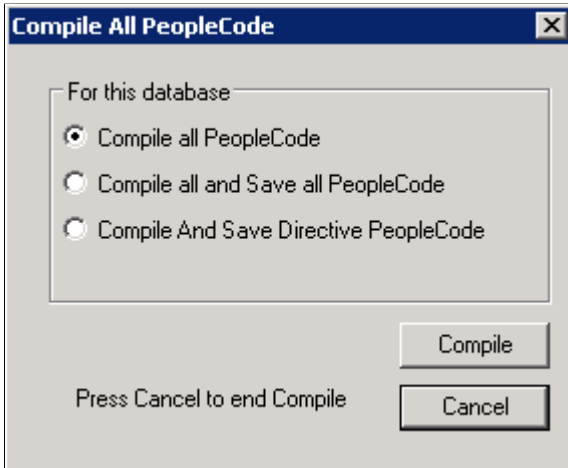 Compile All PeopleCode
For this database
Compile all PeopleCode
Compile all and Save all PeopleCode
Compile And Save Directive PeopleCode
Compile
Press Cancel to end Compile
Cancel